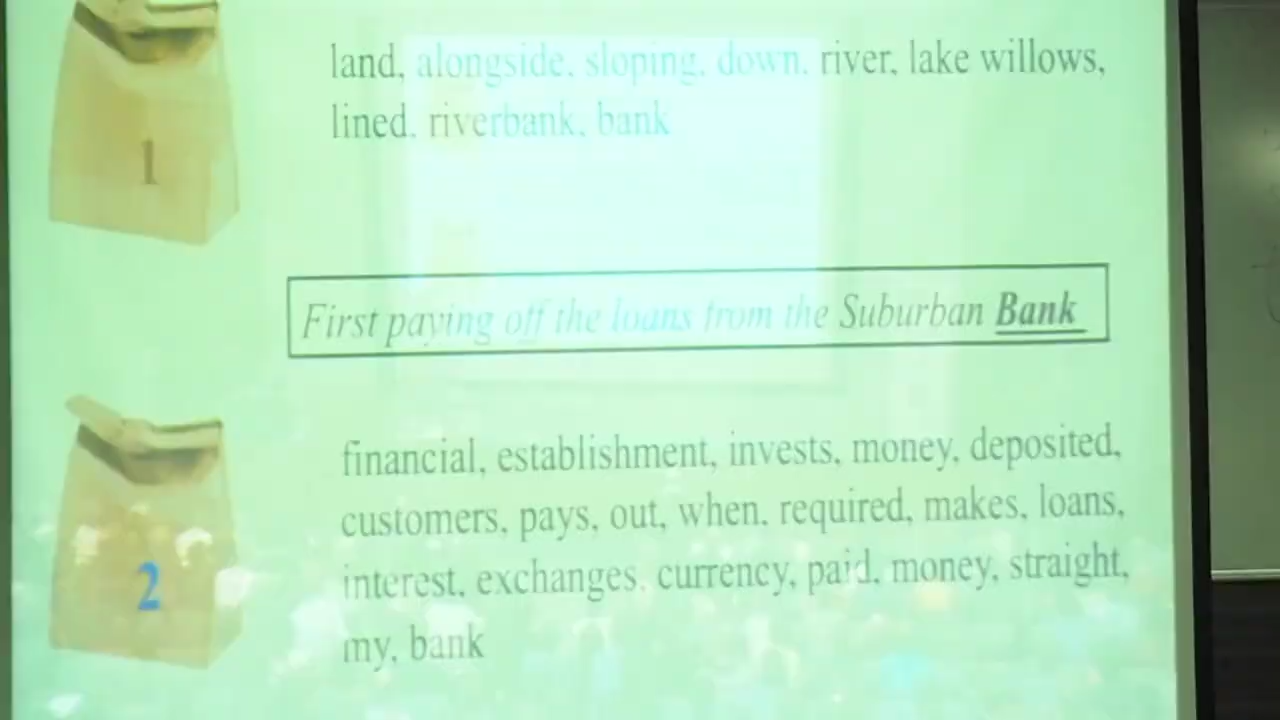 1
land, alongside, sloping, down, river, lake willows,
lined, riverbank, bank
First paying off the loans from the Suburban Bank
2
financial, establishment, invests, money, deposited,
customers, pays, out, when, required, makes, loans,
interest, exchanges, currency, paid, money, straight,
my, bank